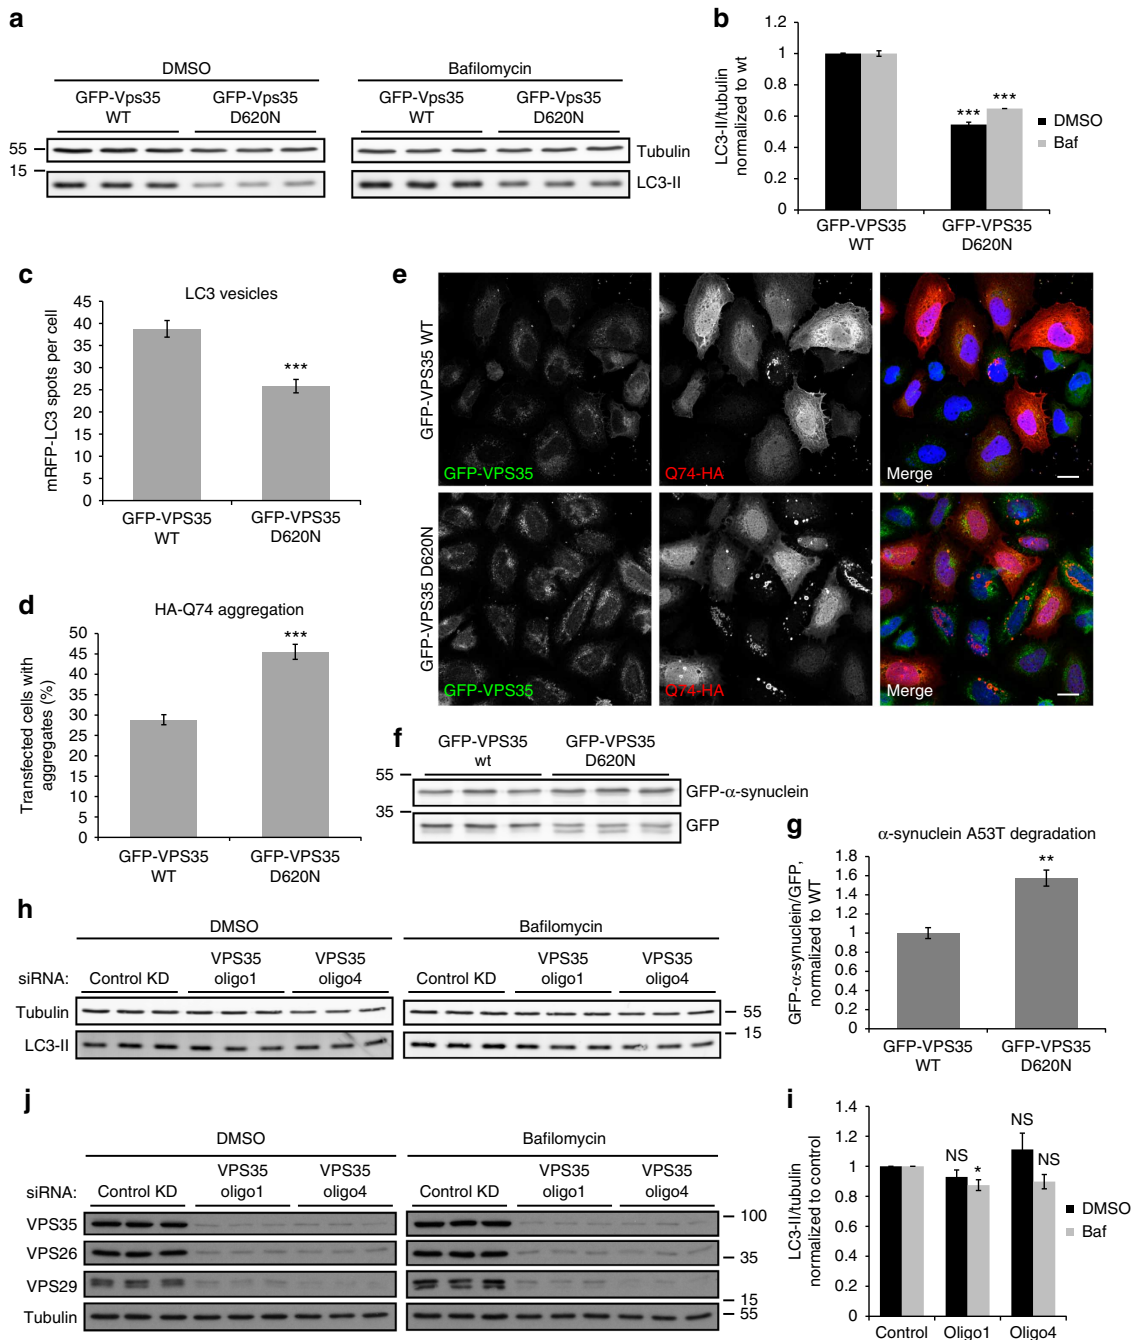 a
DMSO
Bafilomycin
GFP-Vps35
WT
GFP-Vps35
D620N
GFP-Vps35
WT
GFP-Vps35
D620N
55
15
Tubulin
LC3-II
b
LC3-II/tubulin
normalized to wt
1.2
1
0.8
0.6
0.4
0.2
0
***
***
DMSO
Baf
GFP-VPS35
WT
GFP-VPS35
D620N
c
LC3 vesicles
mRFP-LC3 spots per cell
45
40
35
30
25
20
15
10
5
0
***
GFP-VPS35
WT
GFP-VPS35
D620N
d
HA-Q74 aggregation
Transfected cells with
aggregates (%)
50
45
40
35
30
25
20
15
10
5
0
***
GFP-VPS35
WT
GFP-VPS35
D620N
e
GFP-VPS35 WT
GFP-VPS35
Q74-HA
Merge
GFP-VPS35 D620N
GFP-VPS35
Q74-HA
Merge
f
GFP-VPS35
wt
GFP-VPS35
D620N
55
35
GFP-α-synuclein
GFP
g
α-synuclein A53T degradation
GFP-α-synuclein/GFP,
normalized to WT
1.8
1.6
1.4
1.2
1
0.8
0.6
0.4
0.2
0
**
GFP-VPS35
WT
GFP-VPS35
D620N
h
DMSO
Bafilomycin
siRNA:
Control KD
VPS35
oligo1
VPS35
oligo4
Control KD
VPS35
oligo1
VPS35
oligo4
Tubulin
LC3-II
55
15
j
DMSO
Bafilomycin
siRNA:
Control KD
VPS35
oligo1
VPS35
oligo4
Control KD
VPS35
oligo1
VPS35
oligo4
VPS35
VPS26
VPS29
Tubulin
100
35
15
55
i
LC3-II/tubulin
normalized to control
1.4
1.2
1
0.8
0.6
0.4
0.2
0
NS
*
NS
NS
DMSO
Baf
Control
Oligo1
Oligo4